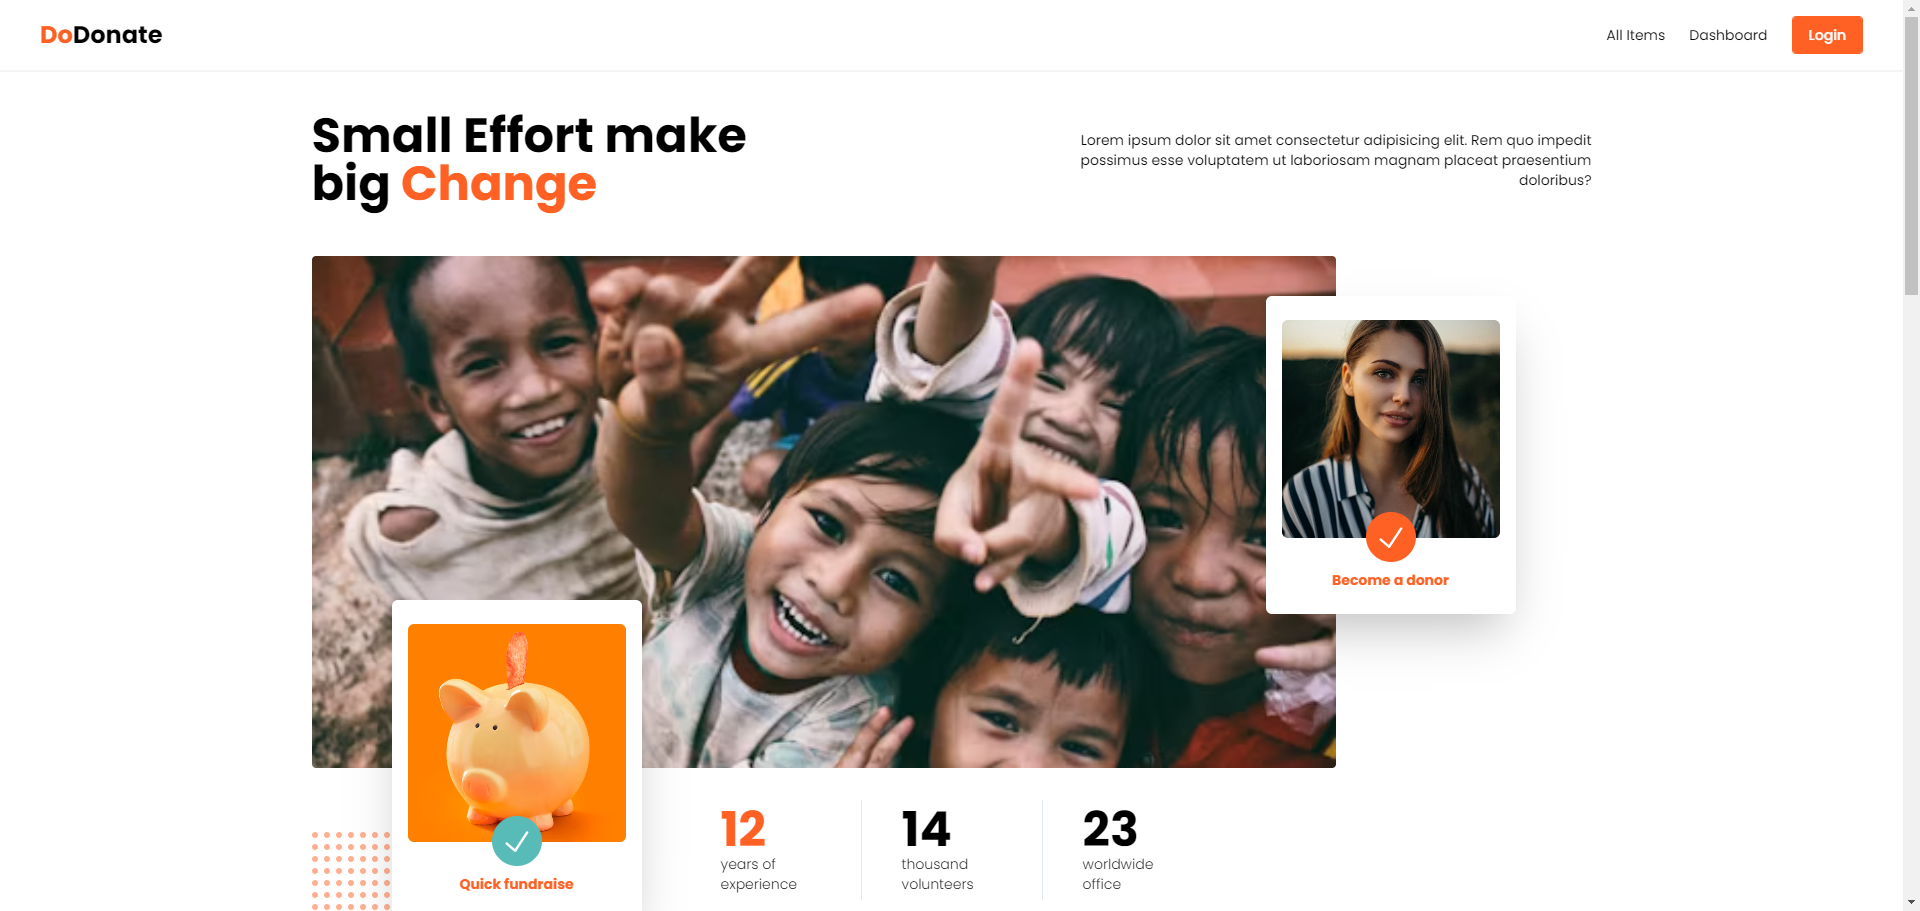 DoDonate
All Items
Dashboard
Login
Small Effort make
big Change
Lorem ipsum dolor sit amet consectetur adipisicing elit. Rem quo impedit
possimus esse voluptatem ut laboriosam magnam placeat praesentium
doloribus?
Become a donor
Quick fundraise
12
years of
experience
14
thousand
volunteers
23
worldwide
office